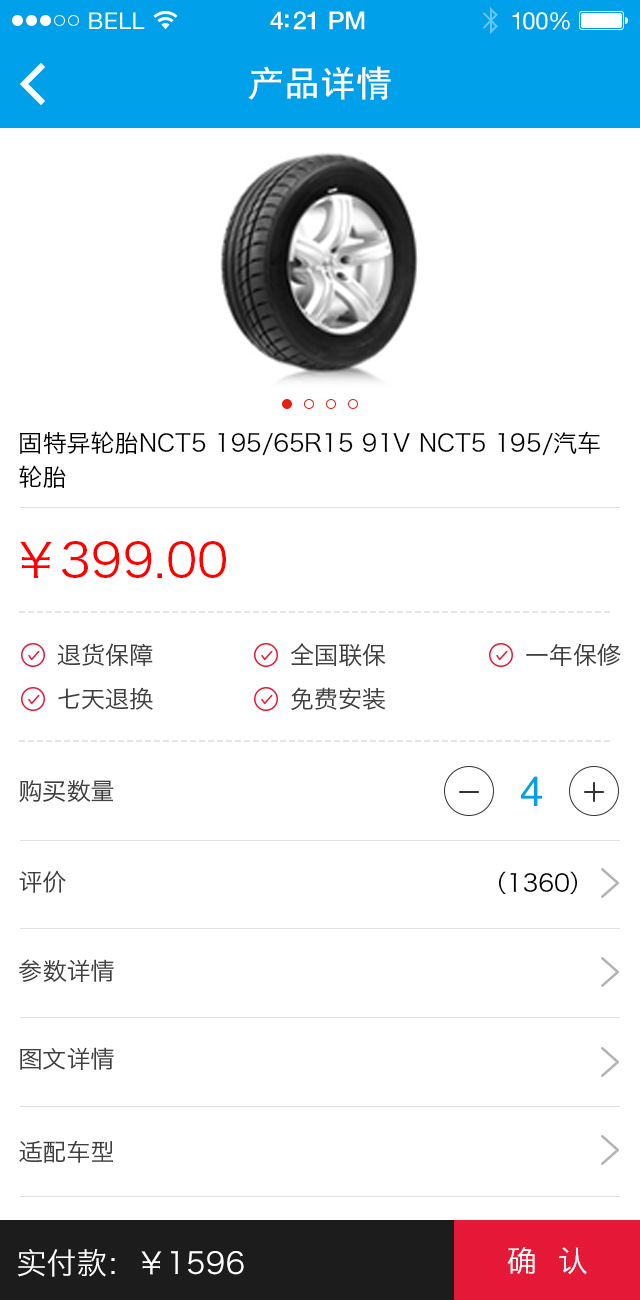 BELL 4:21 PM 100%
产品详情
固特异轮胎NCT5 195/65R15 91V NCT5 195/汽车
轮胎
￥399.00
退货保障 全国联保 一年保修
七天退换 免费安装
购买数量 4
评价 （1360）
参数详情
图文详情
适配车型
实付款：￥1596 确 认